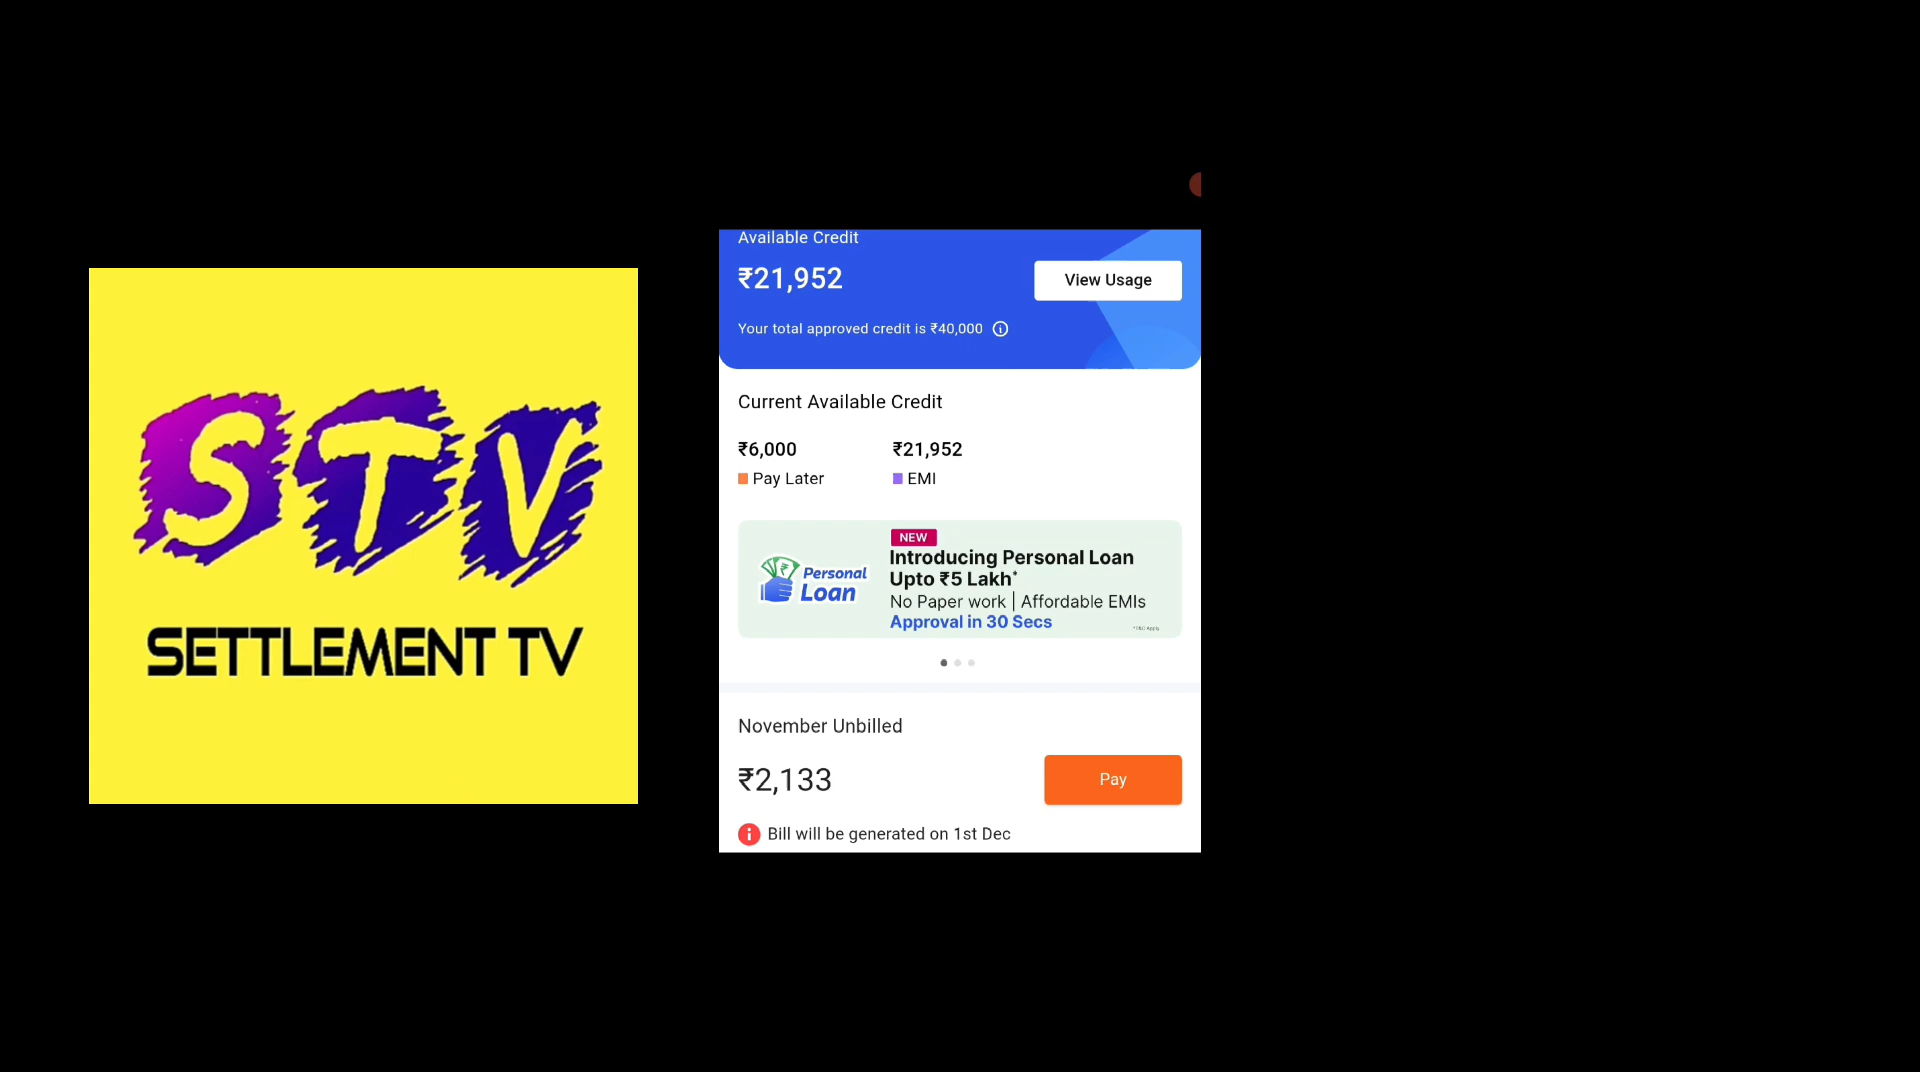 STV
SETTLEMENT TV
Available Credit
₹21,952
View Usage
Your total approved credit is ₹40,000
Current Available Credit
₹6,000
₹21,952
Pay Later
EMI
Personal
Loan
NEW
Introducing Personal Loan
Upto ₹5 Lakh*
No Paper work | Affordable EMIs
Approval in 30 Secs
November Unbilled
₹2,133
Pay
Bill will be generated on 1st Dec